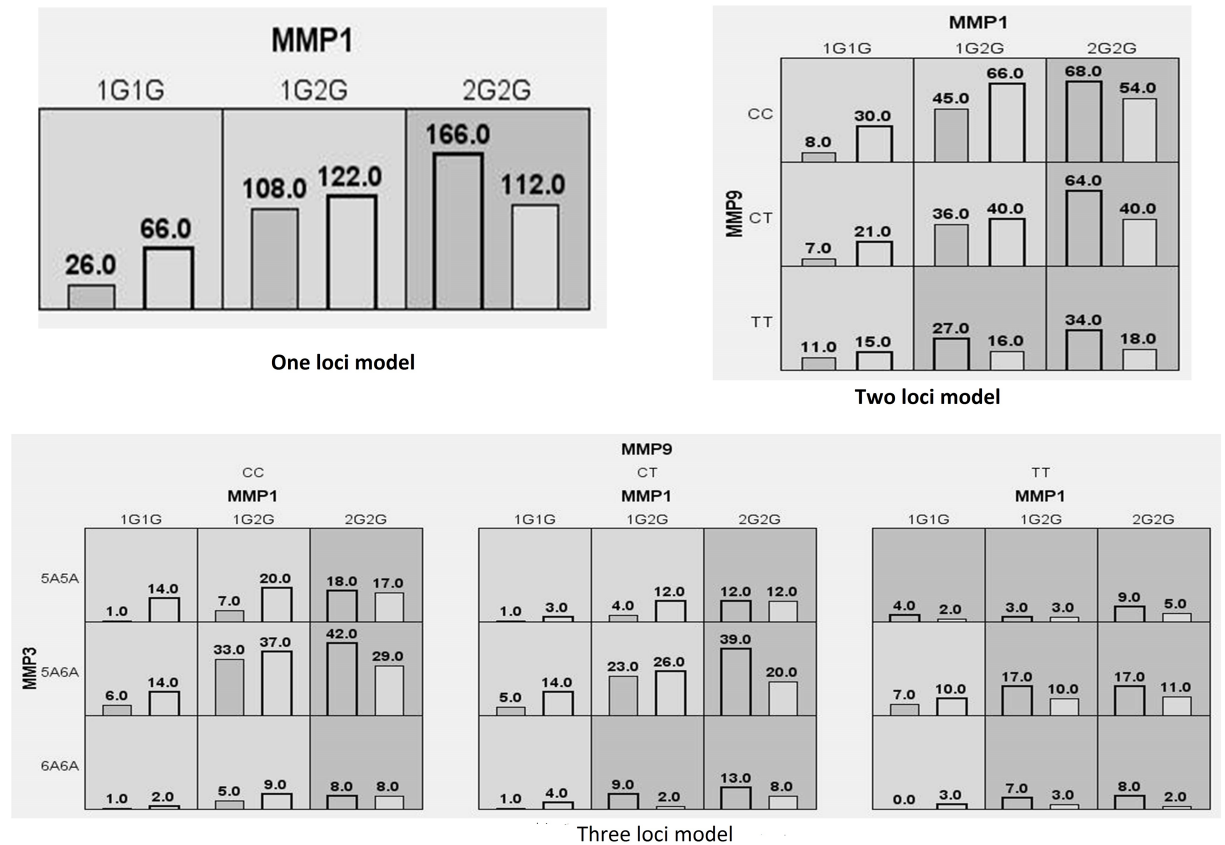 MMP1
1G1G 1G2G 2G2G
26.0 66.0 108.0 122.0 166.0 112.0
One loci model
MMP1
1G1G 1G2G 2G2G
MMP9
CC 8.0 30.0 45.0 66.0 68.0 54.0
CT 7.0 21.0 36.0 40.0 64.0 40.0
TT 11.0 15.0 27.0 16.0 34.0 18.0
Two loci model
MMP9
CC CT TT
MMP1 MMP1 MMP1
1G1G 1G2G 2G2G 1G1G 1G2G 2G2G 1G1G 1G2G 2G2G
MMP3
5A5A 1.0 14.0 7.0 20.0 18.0 17.0 1.0 3.0 4.0 12.0 12.0 12.0 4.0 2.0 3.0 3.0 9.0 5.0
5A6A 6.0 14.0 33.0 37.0 42.0 29.0 5.0 14.0 23.0 26.0 39.0 20.0 7.0 10.0 17.0 10.0 17.0 11.0
6A6A 1.0 2.0 5.0 9.0 8.0 8.0 1.0 4.0 9.0 2.0 13.0 8.0 0.0 3.0 7.0 3.0 8.0 2.0
Three loci model